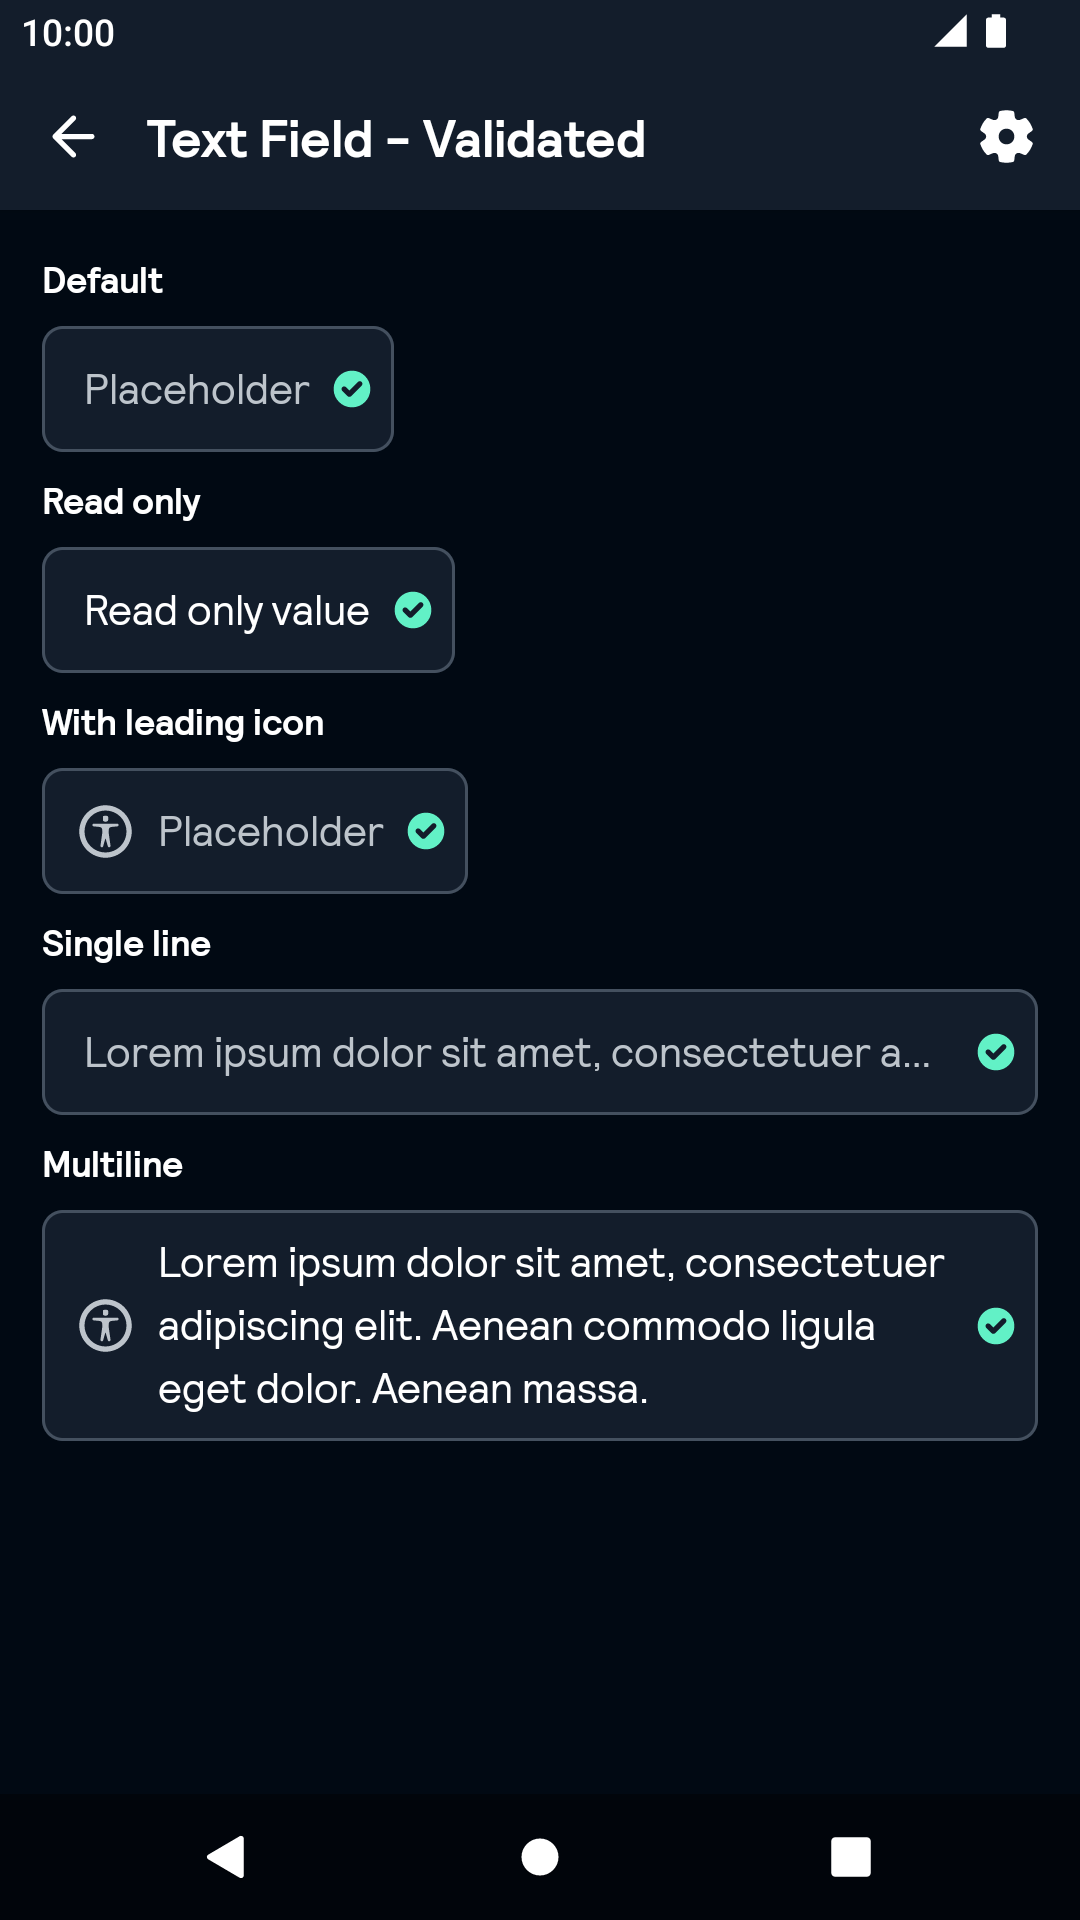 10:00
Text Field - Validated
Default
Placeholder
Read only
Read only value
With leading icon
Placeholder
Single line
Lorem ipsum dolor sit amet, consectetuer a...
Multiline
Lorem ipsum dolor sit amet, consectetuer
adipiscing elit. Aenean commodo ligula
eget dolor. Aenean massa.